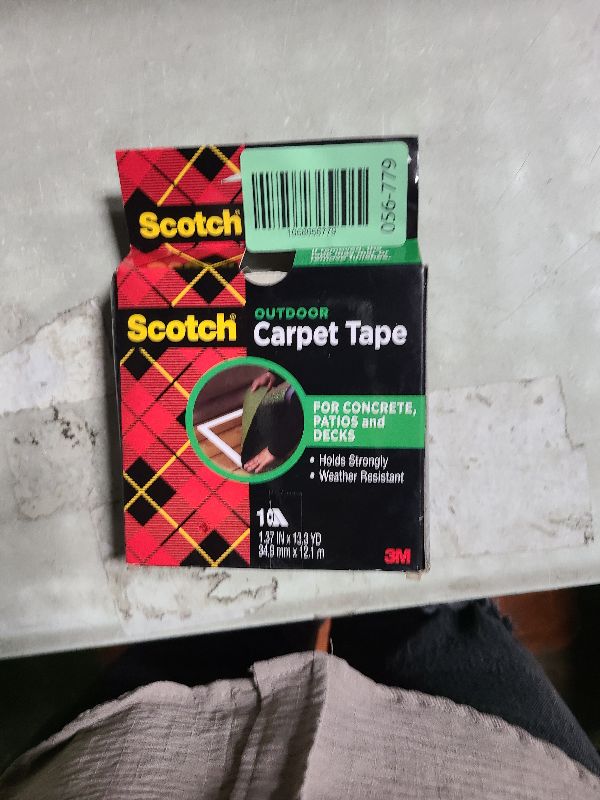 056-779
Scotch®
Scotch®
OUTDOOR
Carpet Tape
FOR CONCRETE,
PATIOS and
DECKS
• Holds Strongly
• Weather Resistant
1
1.37 IN x 13.3 YD
34.9 mm x 12.1 m
3M